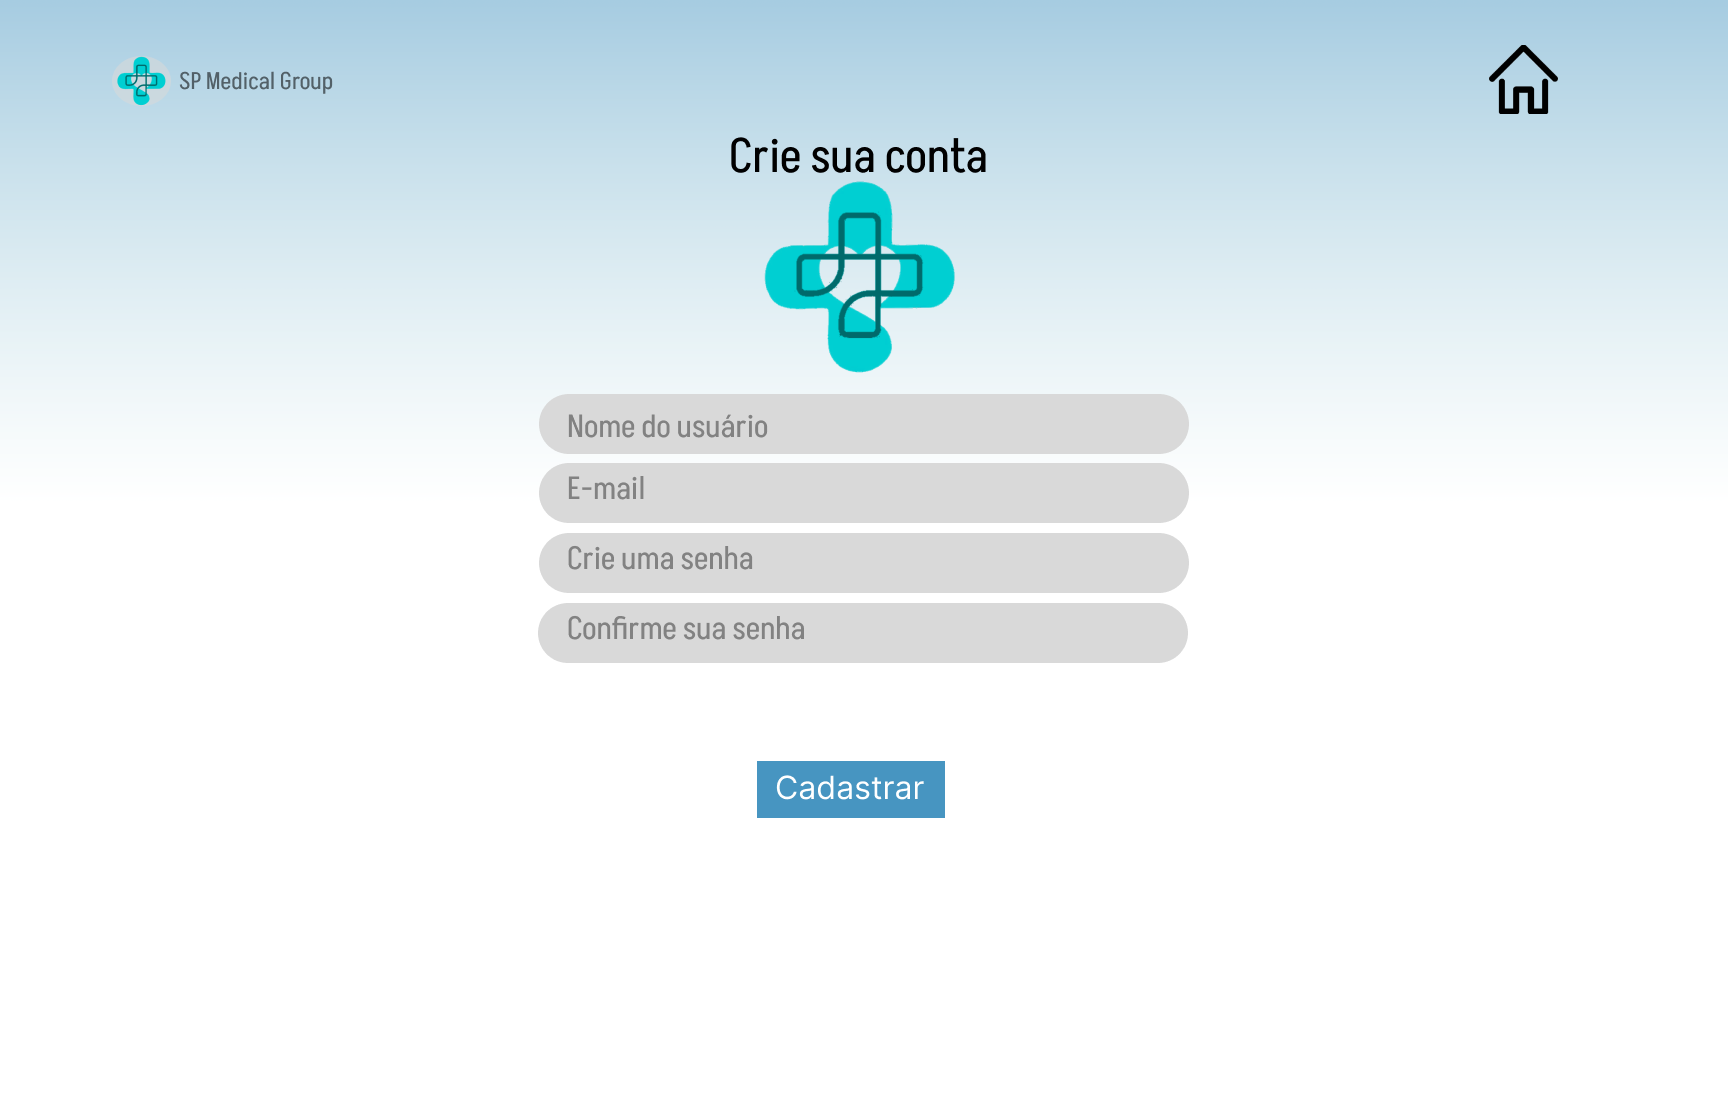 SP Medical Group
Crie sua conta
Nome do usuário
E-mail
Crie uma senha
Confirme sua senha
Cadastrar